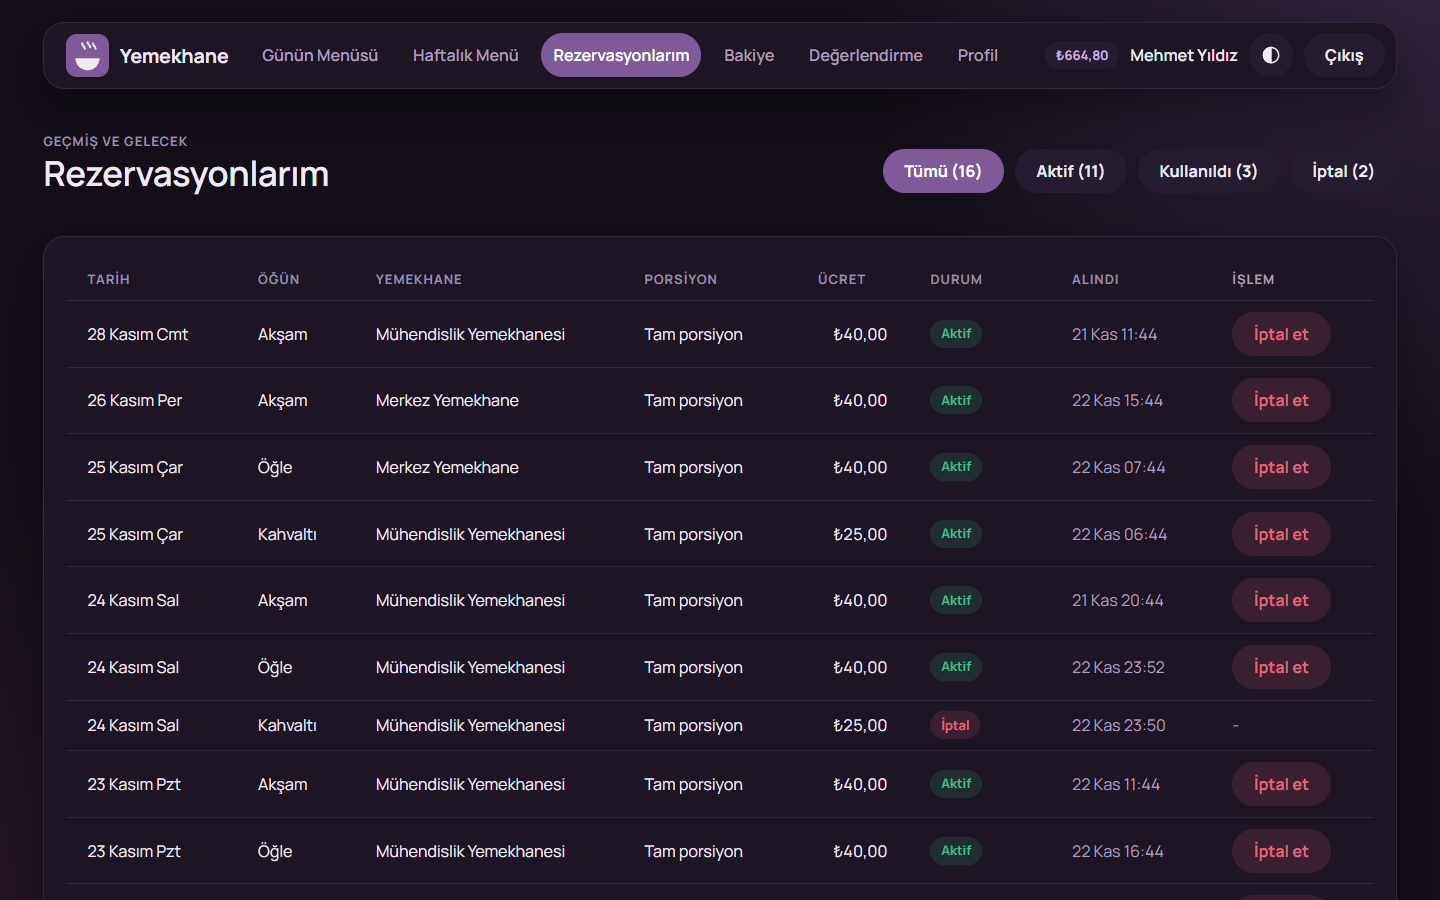 Yemekhane Günün Menüsü Haftalık Menü Rezervasyonlarım Bakiye Değerlendirme Profil ₺664,80 Mehmet Yıldız Çıkış
GEÇMİŞ VE GELECEK
Rezervasyonlarım
Tümü (16) Aktif (11) Kullanıldı (3) İptal (2)
TARİH ÖĞÜN YEMEKHANE PORSİYON ÜCRET DURUM ALINDI İŞLEM
28 Kasım Cmt Akşam Mühendislik Yemekhanesi Tam porsiyon ₺40,00 Aktif 21 Kas 11:44 İptal et
26 Kasım Per Akşam Merkez Yemekhane Tam porsiyon ₺40,00 Aktif 22 Kas 15:44 İptal et
25 Kasım Çar Öğle Merkez Yemekhane Tam porsiyon ₺40,00 Aktif 22 Kas 07:44 İptal et
25 Kasım Çar Kahvaltı Mühendislik Yemekhanesi Tam porsiyon ₺25,00 Aktif 22 Kas 06:44 İptal et
24 Kasım Sal Akşam Mühendislik Yemekhanesi Tam porsiyon ₺40,00 Aktif 21 Kas 20:44 İptal et
24 Kasım Sal Öğle Mühendislik Yemekhanesi Tam porsiyon ₺40,00 Aktif 22 Kas 23:52 İptal et
24 Kasım Sal Kahvaltı Mühendislik Yemekhanesi Tam porsiyon ₺25,00 İptal 22 Kas 23:50 -
23 Kasım Pzt Akşam Mühendislik Yemekhanesi Tam porsiyon ₺40,00 Aktif 22 Kas 11:44 İptal et
23 Kasım Pzt Öğle Mühendislik Yemekhanesi Tam porsiyon ₺40,00 Aktif 22 Kas 16:44 İptal et